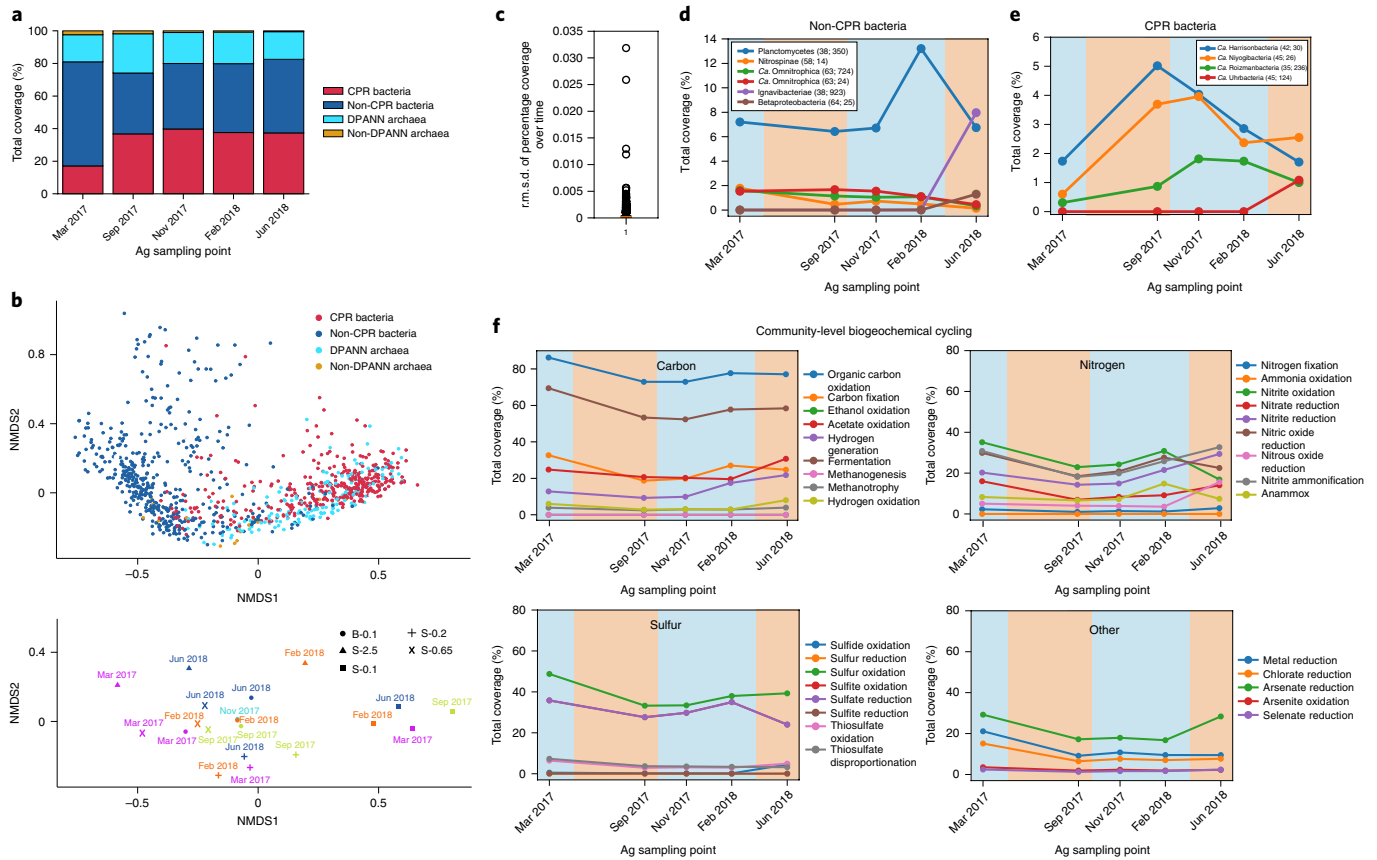 a
Total coverage (%)
100
80
60
40
20
0
Mar 2017
Sep 2017
Nov 2017
Feb 2018
Jun 2018
Ag sampling point
CPR bacteria
Non-CPR bacteria
DPANN archaea
Non-DPANN archaea
b
NMDS2
0.8
0.4
0
–0.5
0
0.5
NMDS1
CPR bacteria
Non-CPR bacteria
DPANN archaea
Non-DPANN archaea
NMDS2
0.4
0
–0.5
0
0.5
NMDS1
B-0.1
S-2.5
S-0.1
S-0.2
S-0.65
Mar 2017
Jun 2018
Feb 2018
Jun 2018
Jun 2018
Nov 2017
Mar 2017
Feb 2018
Feb 2018
Mar 2017
Sep 2017
Sep 2017
Jun 2018
Sep 2017
Feb 2018
Mar 2017
Jun 2018
Sep 2017
Feb 2018
Mar 2017
c
r.m.s.d. of percentage coverage
over time
0.035
0.030
0.025
0.020
0.015
0.010
0.005
0
1
d
Non-CPR bacteria
Total coverage (%)
14
12
10
8
6
4
2
0
Planctomycetes (38; 350)
Nitrospinae (58; 14)
Ca. Omnitrophica (63; 724)
Ca. Omnitrophica (63; 24)
Ignavibacteriae (38; 923)
Betaproteobacteria (64; 25)
Mar 2017
Sep 2017
Nov 2017
Feb 2018
Jun 2018
Ag sampling point
e
CPR bacteria
Total coverage (%)
6
5
4
3
2
1
0
Ca. Harrisonbacteria (42; 30)
Ca. Niyogibacteria (45; 26)
Ca. Roizmanbacteria (35; 236)
Ca. Uhrbacteria (45; 124)
Mar 2017
Sep 2017
Nov 2017
Feb 2018
Jun 2018
Ag sampling point
f
Community-level biogeochemical cycling
Carbon
Total coverage (%)
80
60
40
20
0
Mar 2017
Sep 2017
Nov 2017
Feb 2018
Jun 2018
Ag sampling point
Organic carbon
oxidation
Carbon fixation
Ethanol oxidation
Acetate oxidation
Hydrogen
generation
Fermentation
Methanogenesis
Methanotrophy
Hydrogen oxidation
Nitrogen
Total coverage (%)
80
60
40
20
0
Mar 2017
Sep 2017
Nov 2017
Feb 2018
Jun 2018
Ag sampling point
Nitrogen fixation
Ammonia oxidation
Nitrite oxidation
Nitrate reduction
Nitrite reduction
Nitric oxide
reduction
Nitrous oxide
reduction
Nitrite ammonification
Anammox
Sulfur
Total coverage (%)
80
60
40
20
0
Mar 2017
Sep 2017
Nov 2017
Feb 2018
Jun 2018
Ag sampling point
Sulfide oxidation
Sulfur reduction
Sulfur oxidation
Sulfite oxidation
Sulfate reduction
Sulfite reduction
Thiosulfate
oxidation
Thiosulfate
disproportionation
Other
Total coverage (%)
80
60
40
20
0
Mar 2017
Sep 2017
Nov 2017
Feb 2018
Jun 2018
Ag sampling point
Metal reduction
Chlorate reduction
Arsenate reduction
Arsenite oxidation
Selenate reduction